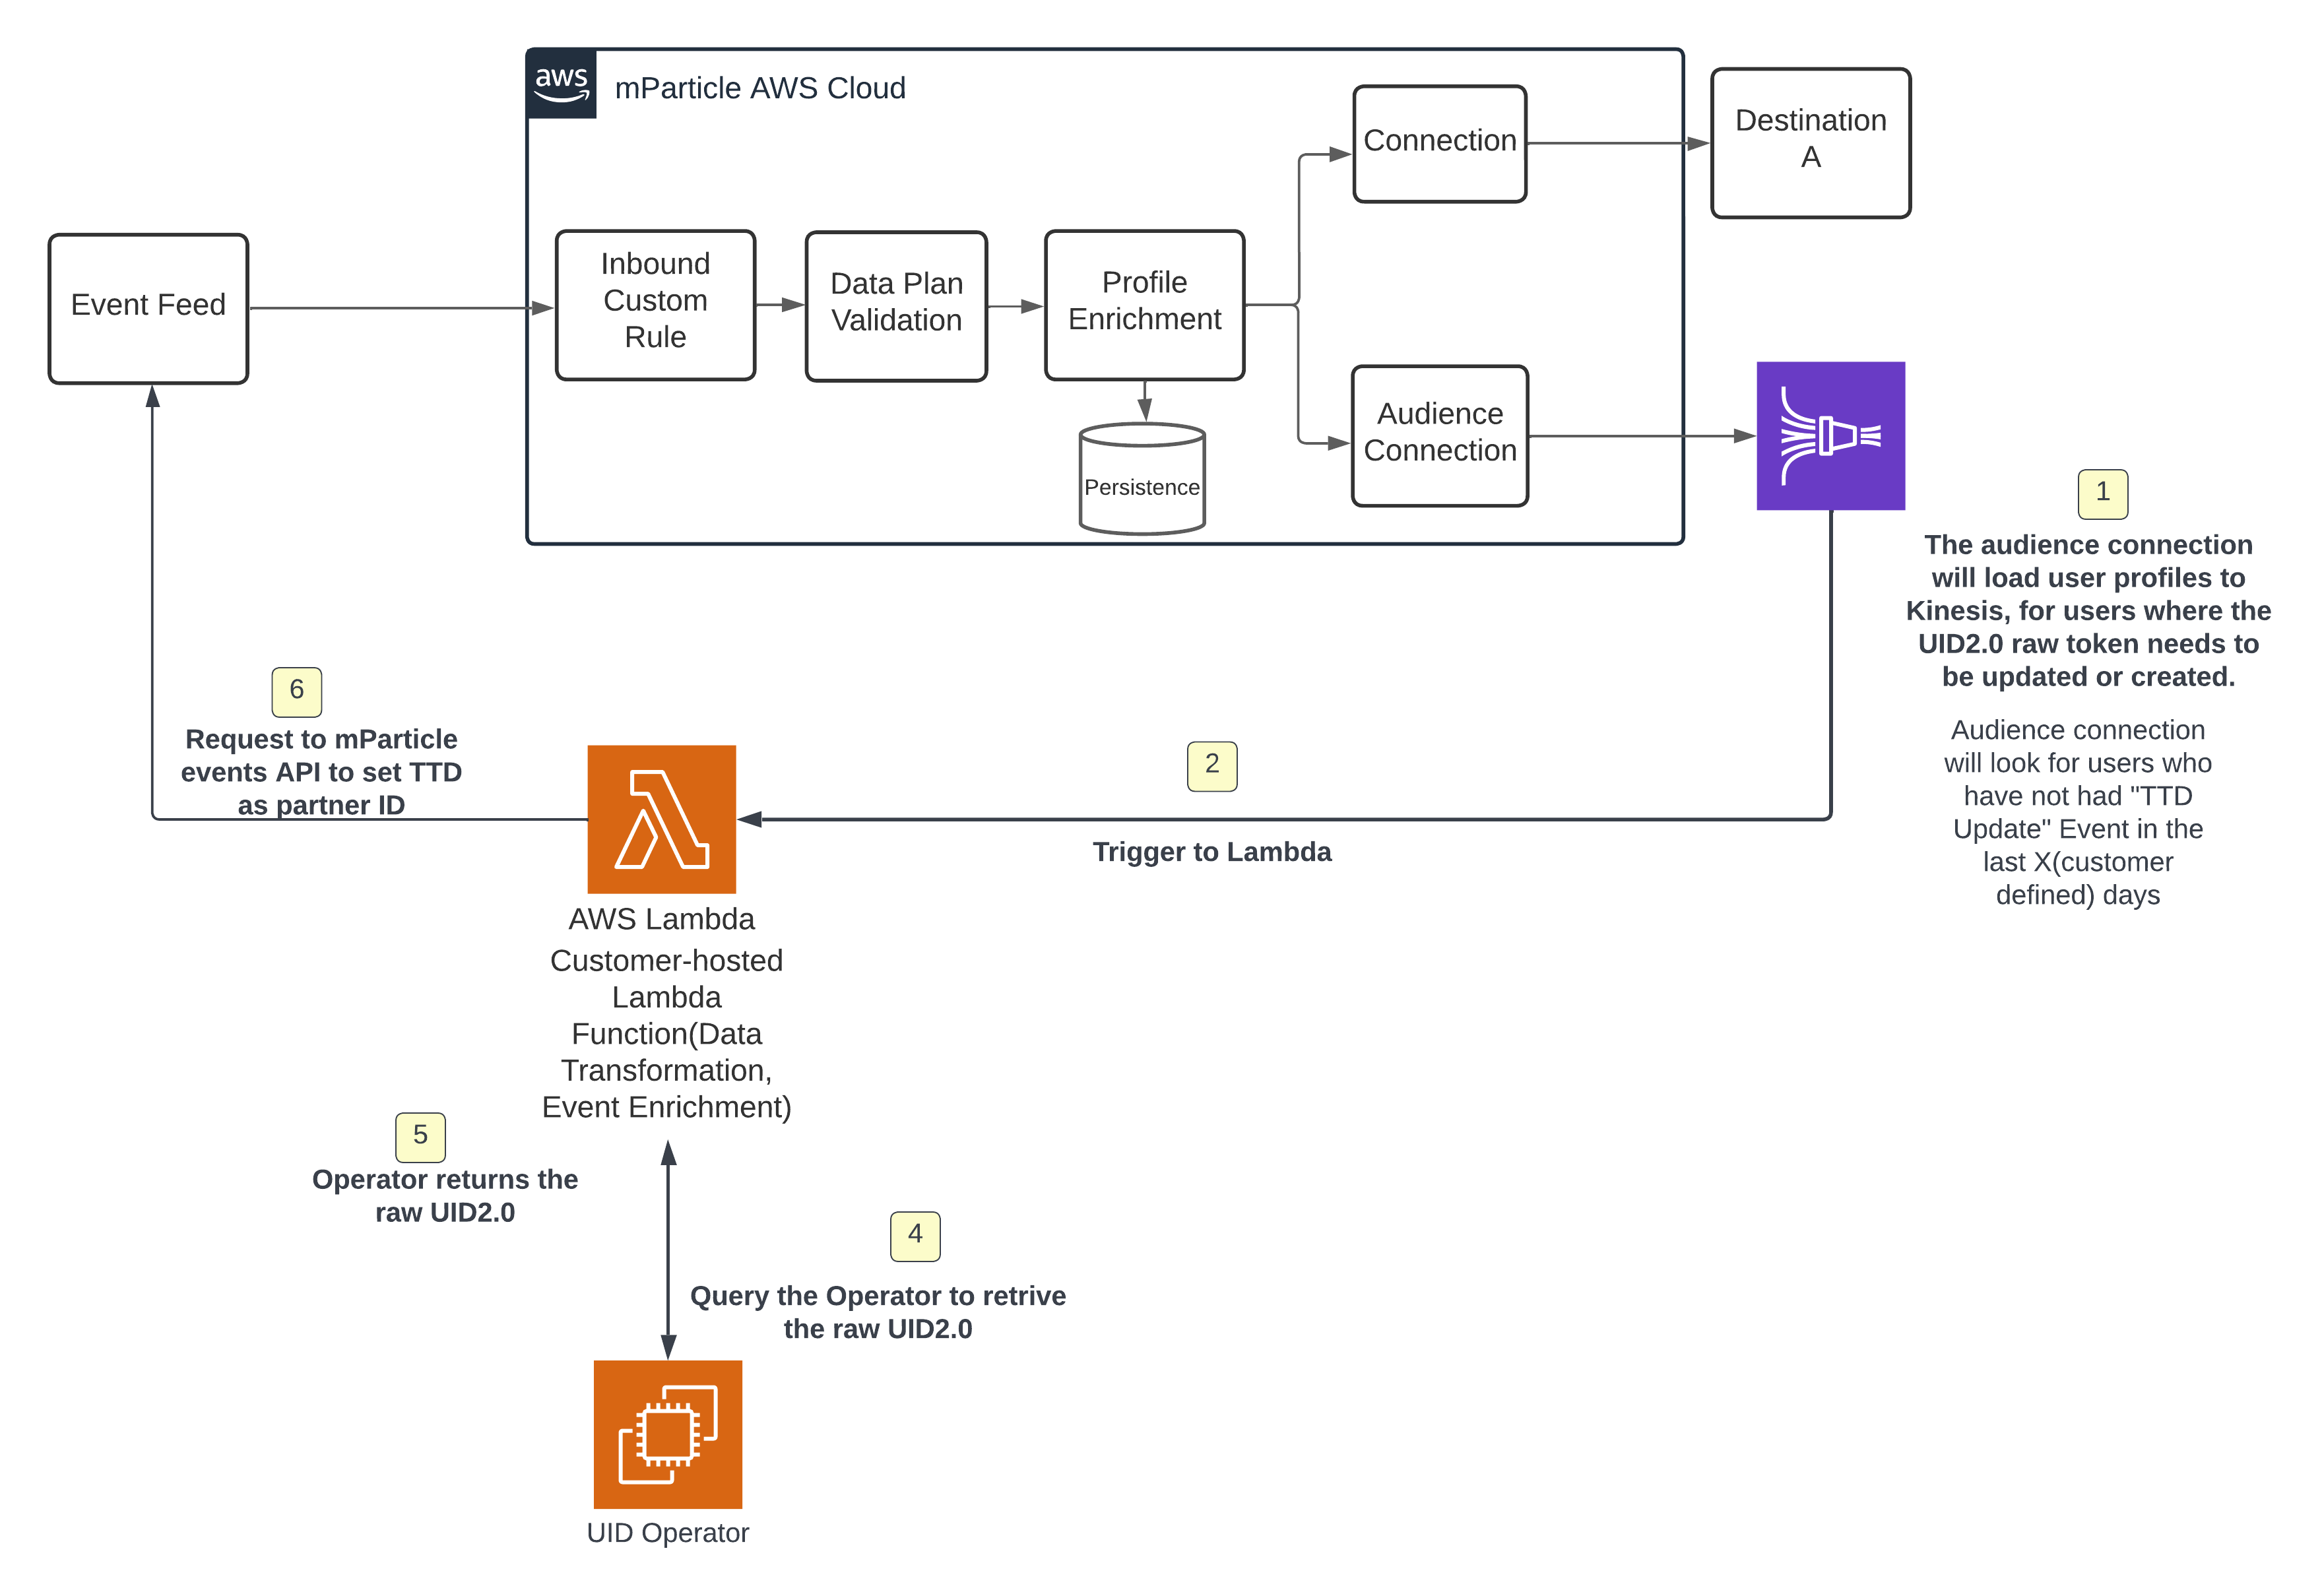 aws
mParticle AWS Cloud
Connection
Destination
A
Event Feed
Inbound
Custom
Rule
Data Plan
Validation
Profile
Enrichment
Persistence
Audience
Connection
1
The audience connection
will load user profiles to
Kinesis, for users where the
UID2.0 raw token needs to
be updated or created.
Audience connection
will look for users who
have not had "TTD
Update" Event in the
last X(customer
defined) days
2
Trigger to Lambda
6
Request to mParticle
events API to set TTD
as partner ID
AWS Lambda
Customer-hosted
Lambda
Function(Data
Transformation,
Event Enrichment)
5
Operator returns the
raw UID2.0
4
Query the Operator to retrive
the raw UID2.0
UID Operator